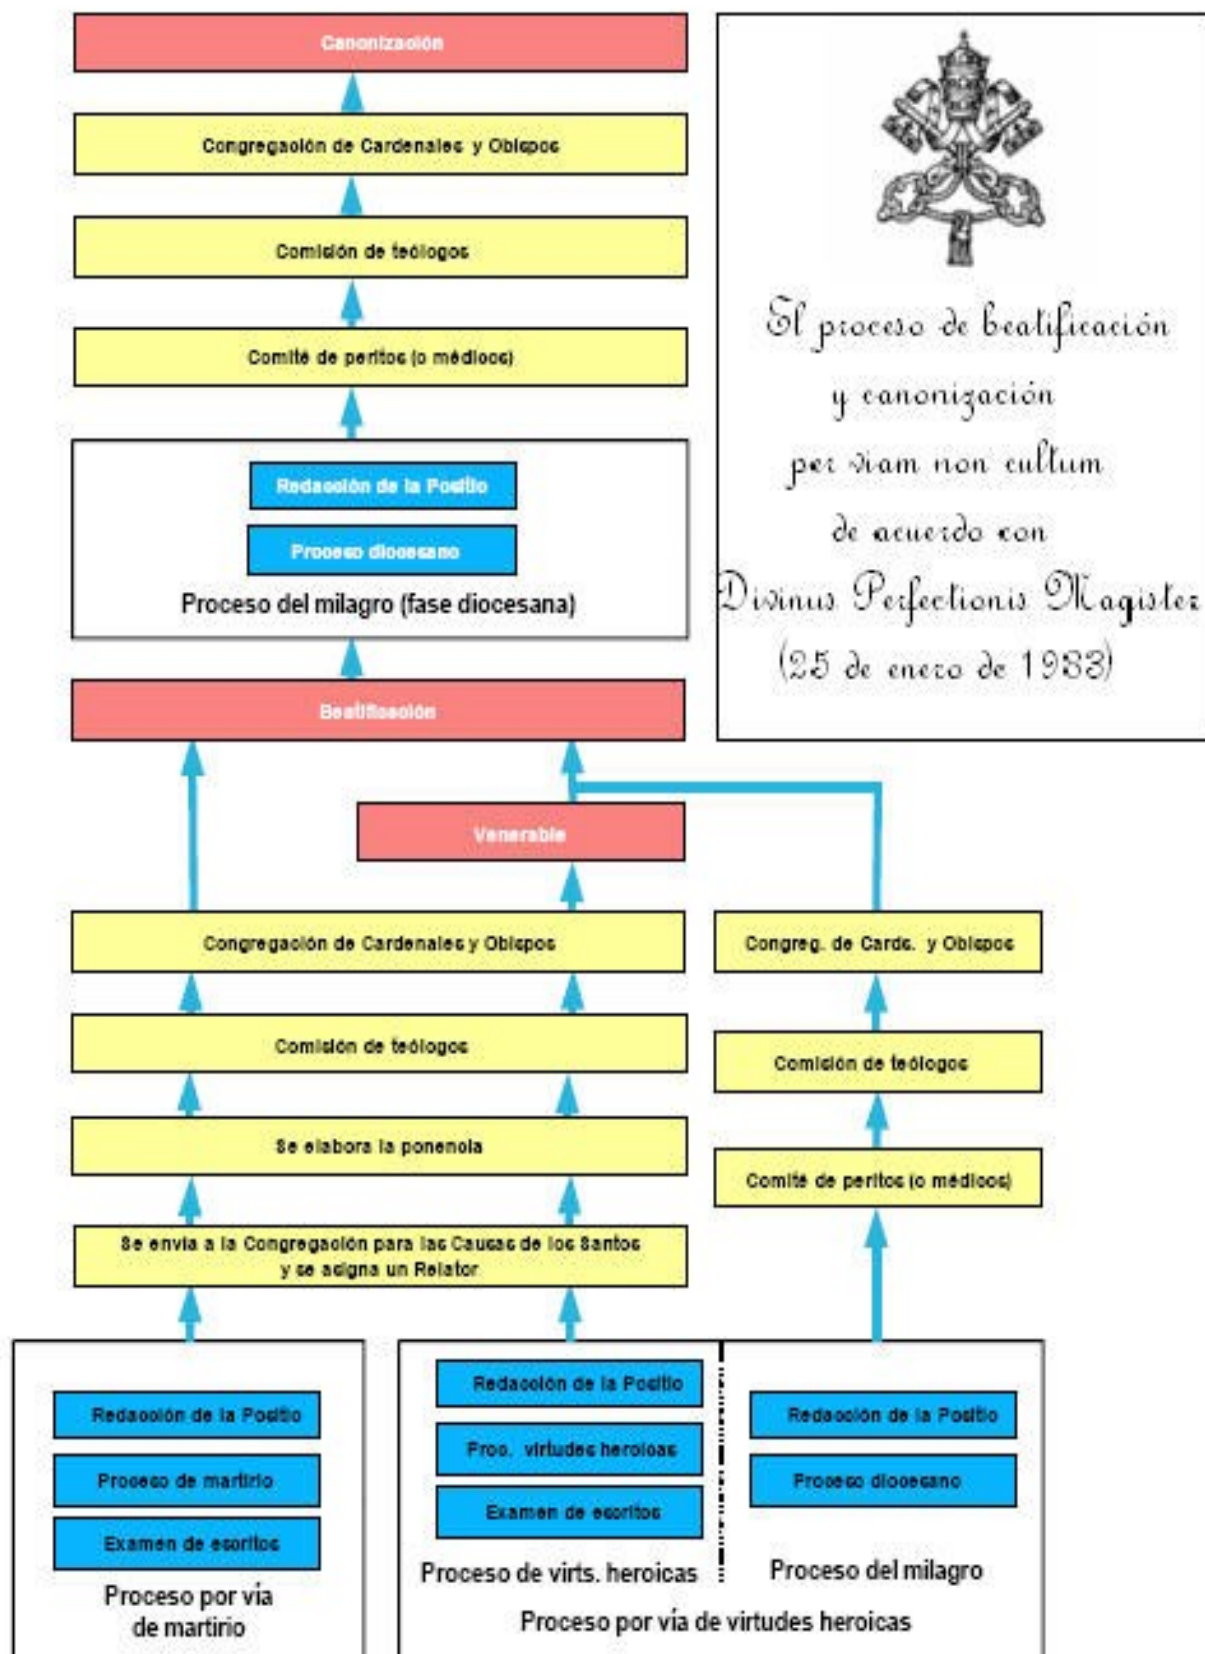 Canonización
Congregación de Cardenales y Obispos
Comisión de teólogos
Comité de peritos (o médicos)
Redacción de la Positio
Proceso diocesano
Proceso del milagro (fase diocesana)
Beatificación
El proceso de beatificación
y canonización
per viam non cultum
de acuerdo con
Divinus Perfectionis Magister
(25 de enero de 1983)
Venerable
Congregación de Cardenales y Obispos
Congreg. de Cards. y Obispos
Comisión de teólogos
Comisión de teólogos
Se elabora la ponencia
Comité de peritos (o médicos)
Se envía a la Congregación para las Causas de los Santos
y se asigna un Relator
Redacción de la Positio
Proceso de martirio
Examen de escritos
Proceso por vía
de martirio
Redacción de la Positio
Proc. virtudes heroicas
Examen de escritos
Proceso de virts. heroicas
Redacción de la Positio
Proceso diocesano
Proceso del milagro
Proceso por vía de virtudes heroicas